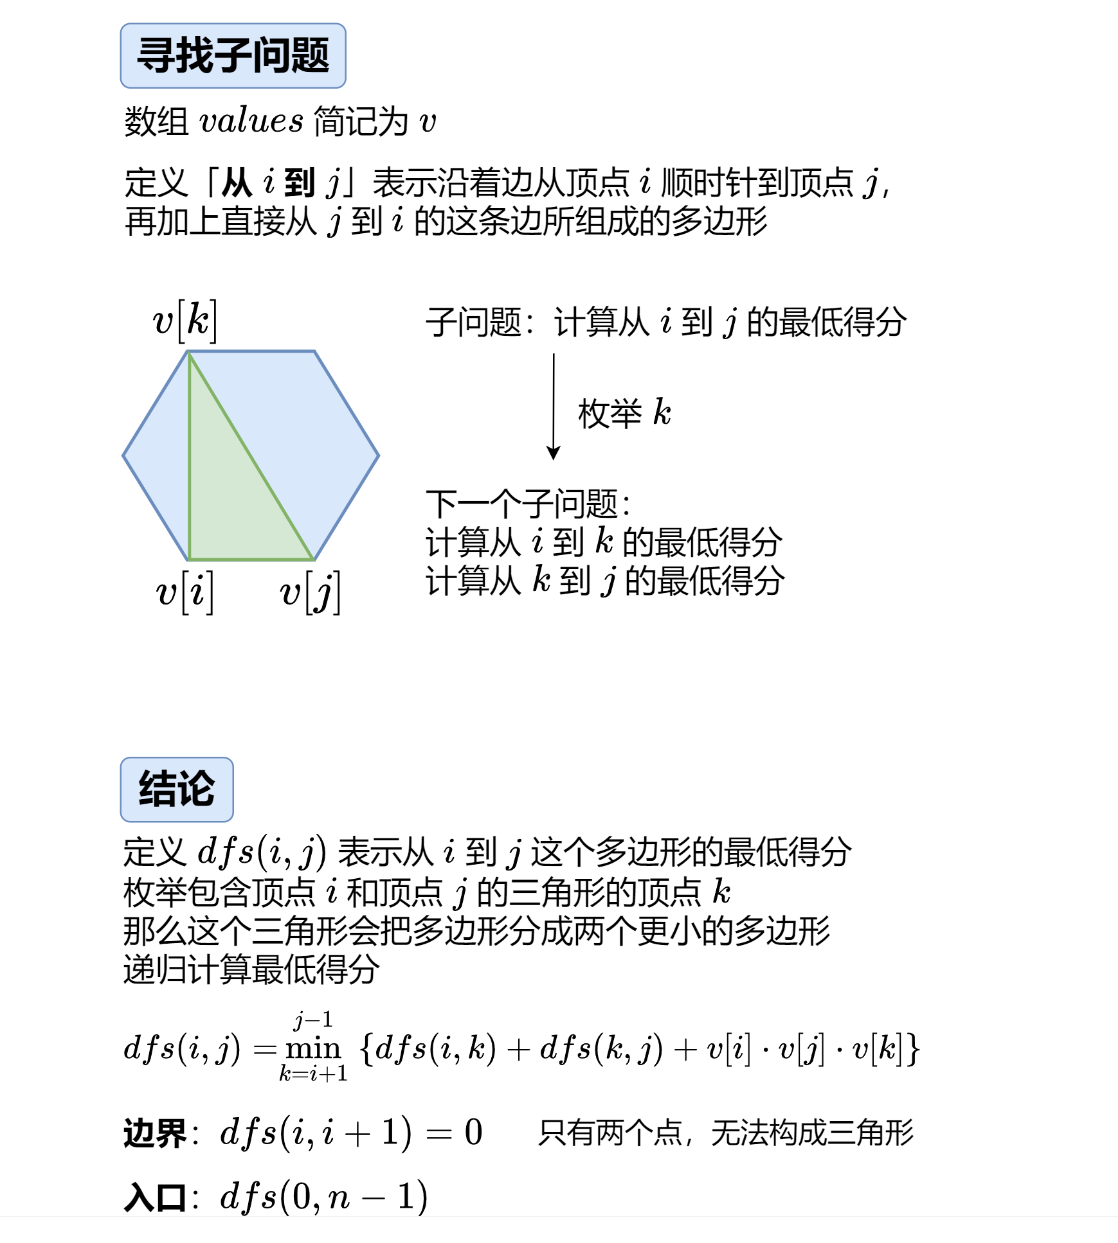 寻找子问题
数组 values 简记为 v
定义「从 i 到 j」表示沿着边从顶点 i 顺时针到顶点 j,
再加上直接从 j 到 i 的这条边所组成的多边形
v[k]
v[i]
v[j]
子问题：计算从 i 到 j 的最低得分
枚举 k
下一个子问题：
计算从 i 到 k 的最低得分
计算从 k 到 j 的最低得分
结论
定义 dfs(i, j) 表示从 i 到 j 这个多边形的最低得分
枚举包含顶点 i 和顶点 j 的三角形的顶点 k
那么这个三角形会把多边形分成两个更小的多边形
递归计算最低得分
j−1
dfs(i, j) = min {dfs(i, k) + dfs(k, j) + v[i] · v[j] · v[k]}
k=i+1
边界：dfs(i, i + 1) = 0 只有两个点，无法构成三角形
入口：dfs(0, n − 1)